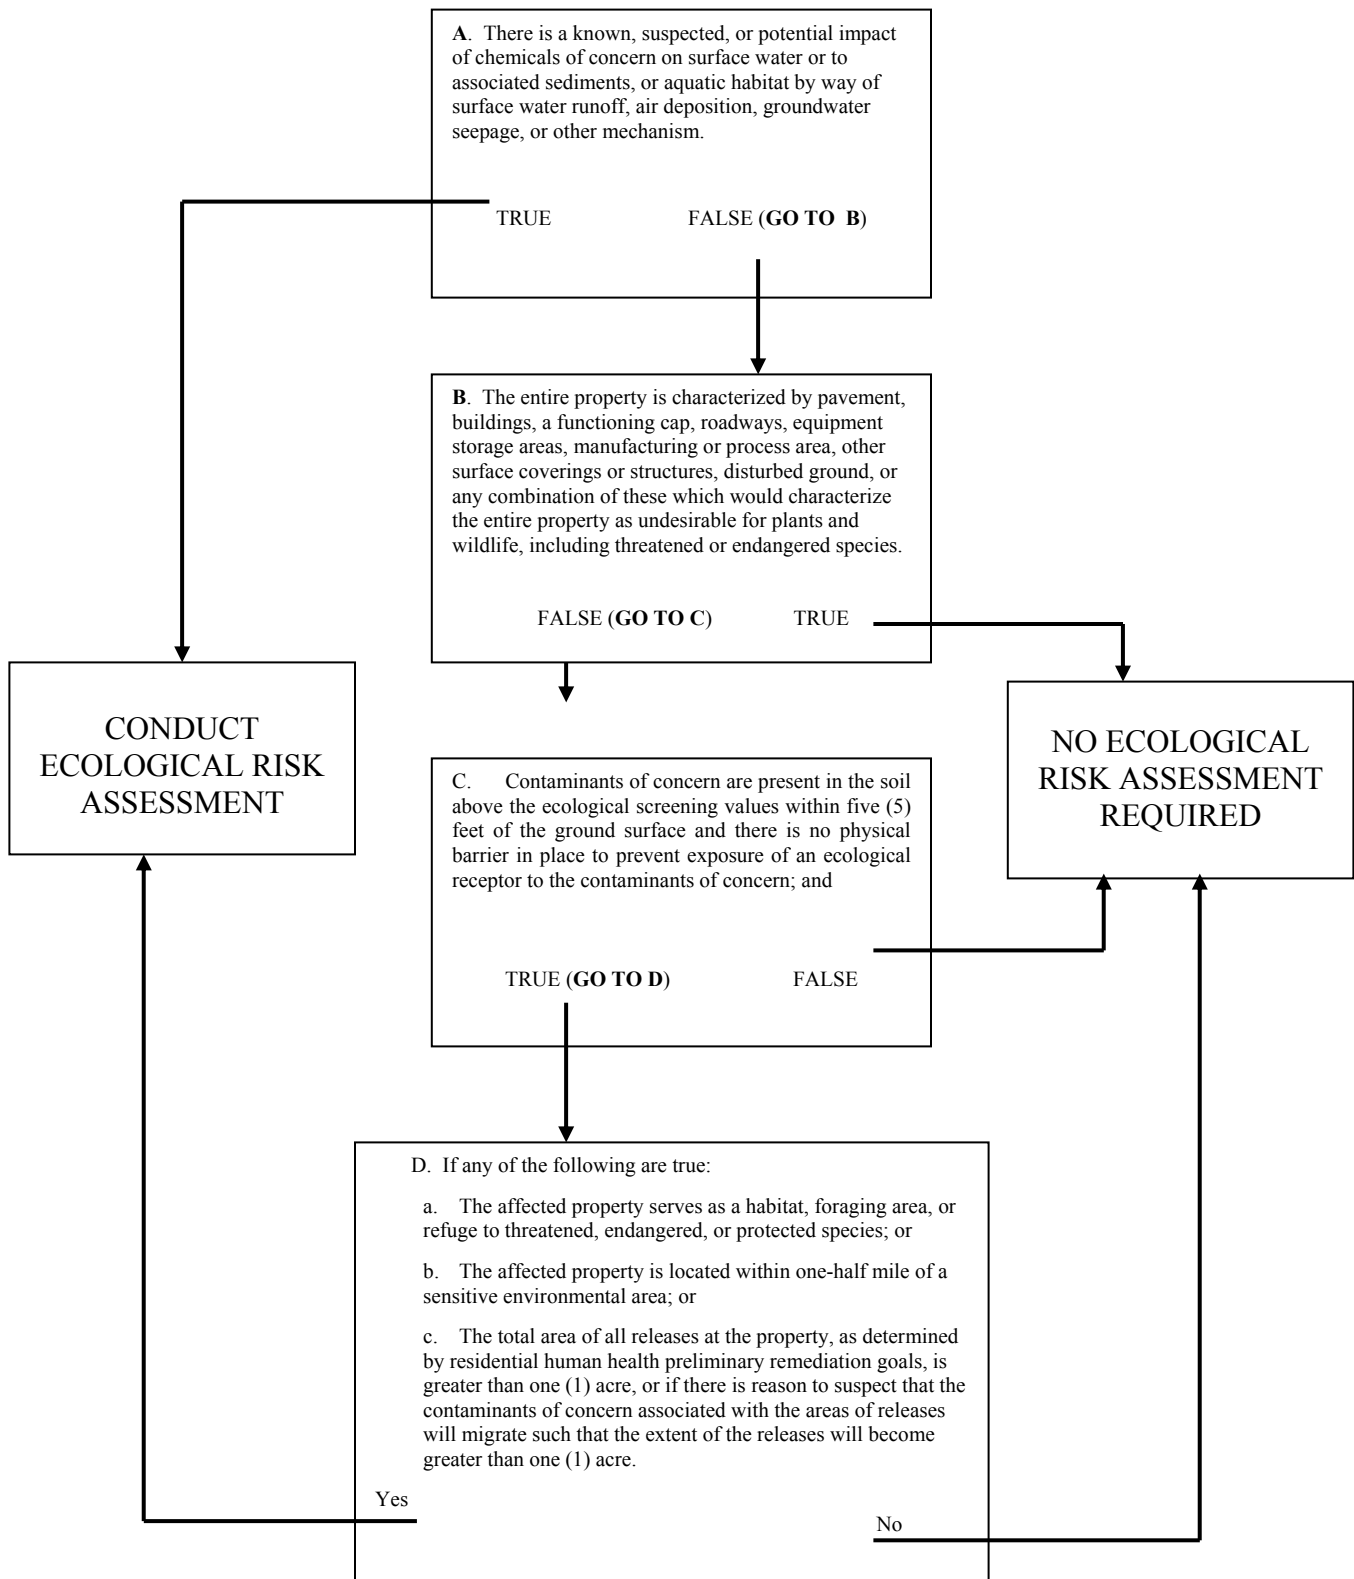 A. There is a known, suspected, or potential impact
of chemicals of concern on surface water or to
associated sediments, or aquatic habitat by way of
surface water runoff, air deposition, groundwater
seepage, or other mechanism.
TRUE FALSE (GO TO B)
B. The entire property is characterized by pavement,
buildings, a functioning cap, roadways, equipment
storage areas, manufacturing or process area, other
surface coverings or structures, disturbed ground, or
any combination of these which would characterize
the entire property as undesirable for plants and
wildlife, including threatened or endangered species.
FALSE (GO TO C) TRUE
CONDUCT
ECOLOGICAL RISK
ASSESSMENT
NO ECOLOGICAL
RISK ASSESSMENT
REQUIRED
C. Contaminants of concern are present in the soil
above the ecological screening values within five (5)
feet of the ground surface and there is no physical
barrier in place to prevent exposure of an ecological
receptor to the contaminants of concern; and
TRUE (GO TO D) FALSE
D. If any of the following are true:
a. The affected property serves as a habitat, foraging area, or
refuge to threatened, endangered, or protected species; or
b. The affected property is located within one-half mile of a
sensitive environmental area; or
c. The total area of all releases at the property, as determined
by residential human health preliminary remediation goals, is
greater than one (1) acre, or if there is reason to suspect that the
contaminants of concern associated with the areas of releases
will migrate such that the extent of the releases will become
greater than one (1) acre.
Yes
No